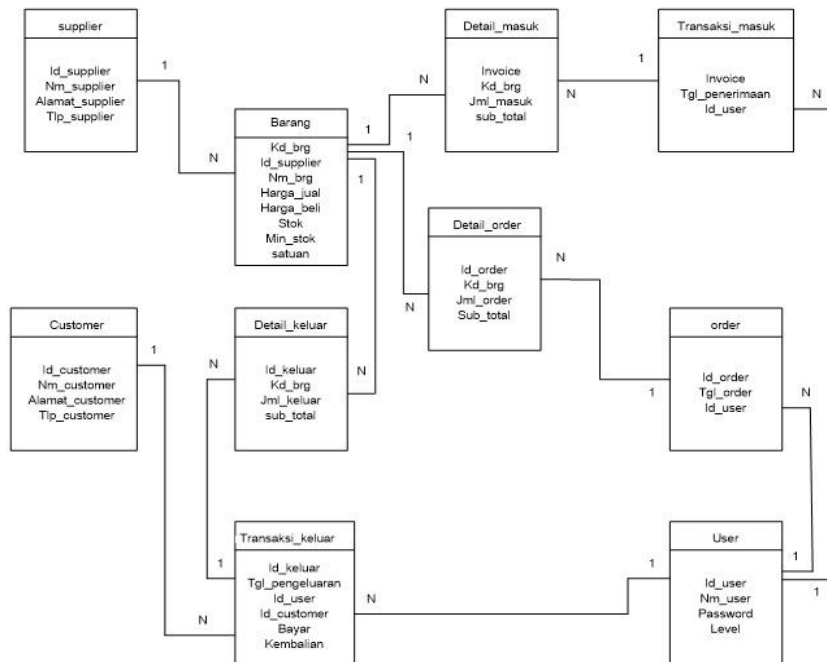 supplier
Id_supplier
Nm_supplier
Alamat_supplier
Tlp_supplier
1
N
Detail_masuk
Invoice
Kd_brg
Jml_masuk
sub_total
N
N
1
Transaksi_masuk
Invoice
Tgl_penerimaan
Id_user
N
Barang
Kd_brg
Id_supplier
Nm_brg
Harga_jual
Harga_beli
Stok
Min_stok
satuan
1
1
1
Detail_order
Id_order
Kd_brg
Jml_order
Sub_total
N
N
Customer
Id_customer
Nm_customer
Alamat_customer
Tlp_customer
1
Detail_keluar
Id_keluar
Kd_brg
Jml_keluar
sub_total
N
N
order
Id_order
Tgl_order
Id_user
1
N
Transaksi_keluar
Id_keluar
Tgl_pengeluaran
Id_user
Id_customer
Bayar
Kembalian
1
N
N
User
Id_user
Nm_user
Password
Level
1
1
1